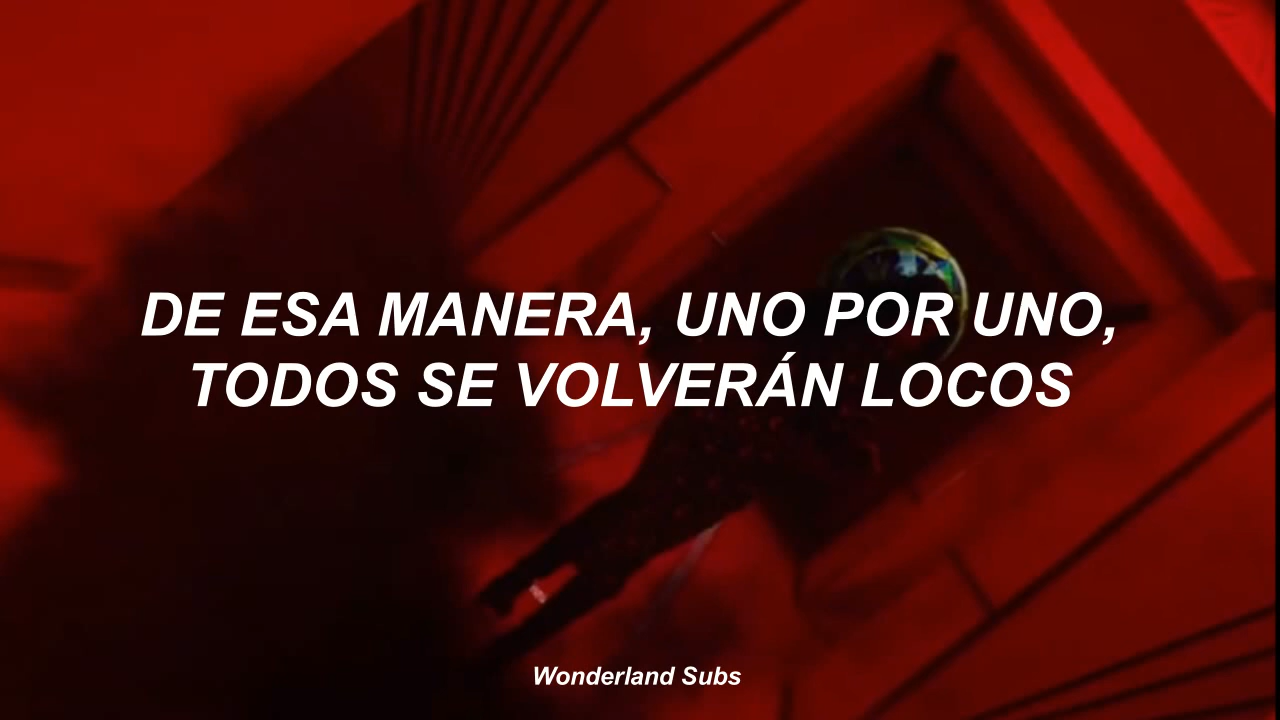 DE ESA MANERA, UNO POR UNO,
TODOS SE VOLVERÁN LOCOS
Wonderland Subs